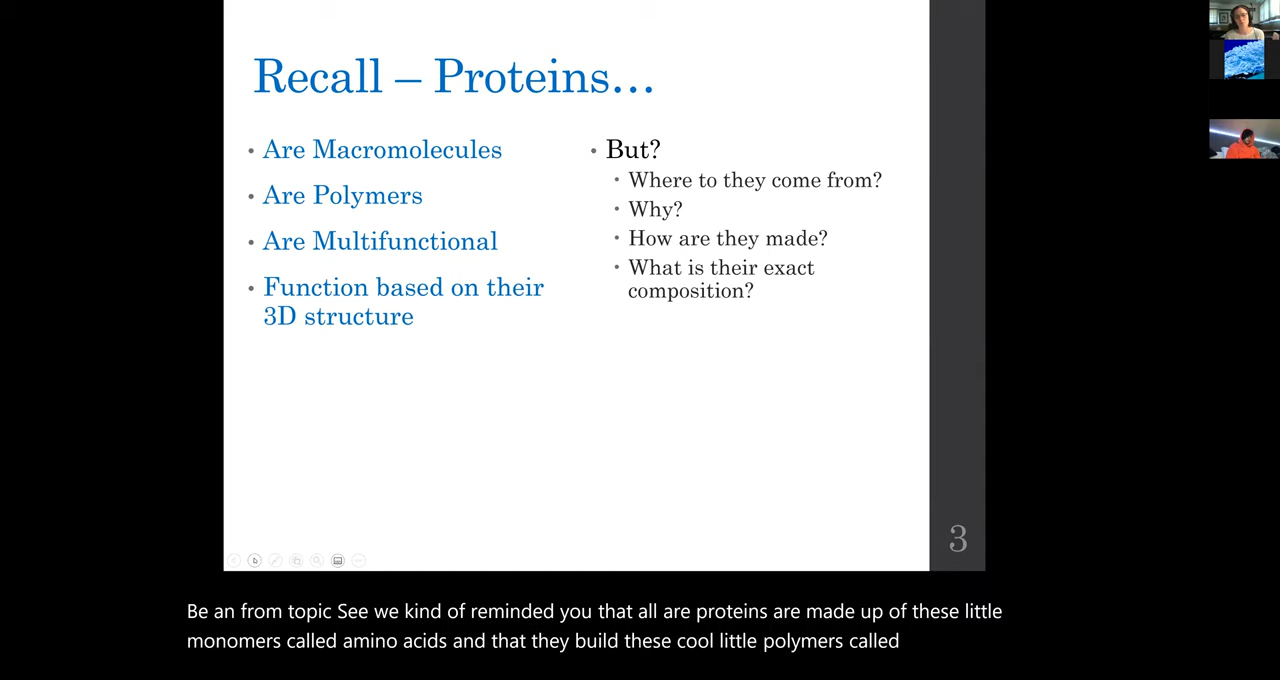 Recall – Proteins…
• Are Macromolecules
• Are Polymers
• Are Multifunctional
• Function based on their
3D structure
• But?
• Where to they come from?
• Why?
• How are they made?
• What is their exact
composition?
3
Be an from topic See we kind of reminded you that all are proteins are made up of these little
monomers called amino acids and that they build these cool little polymers called